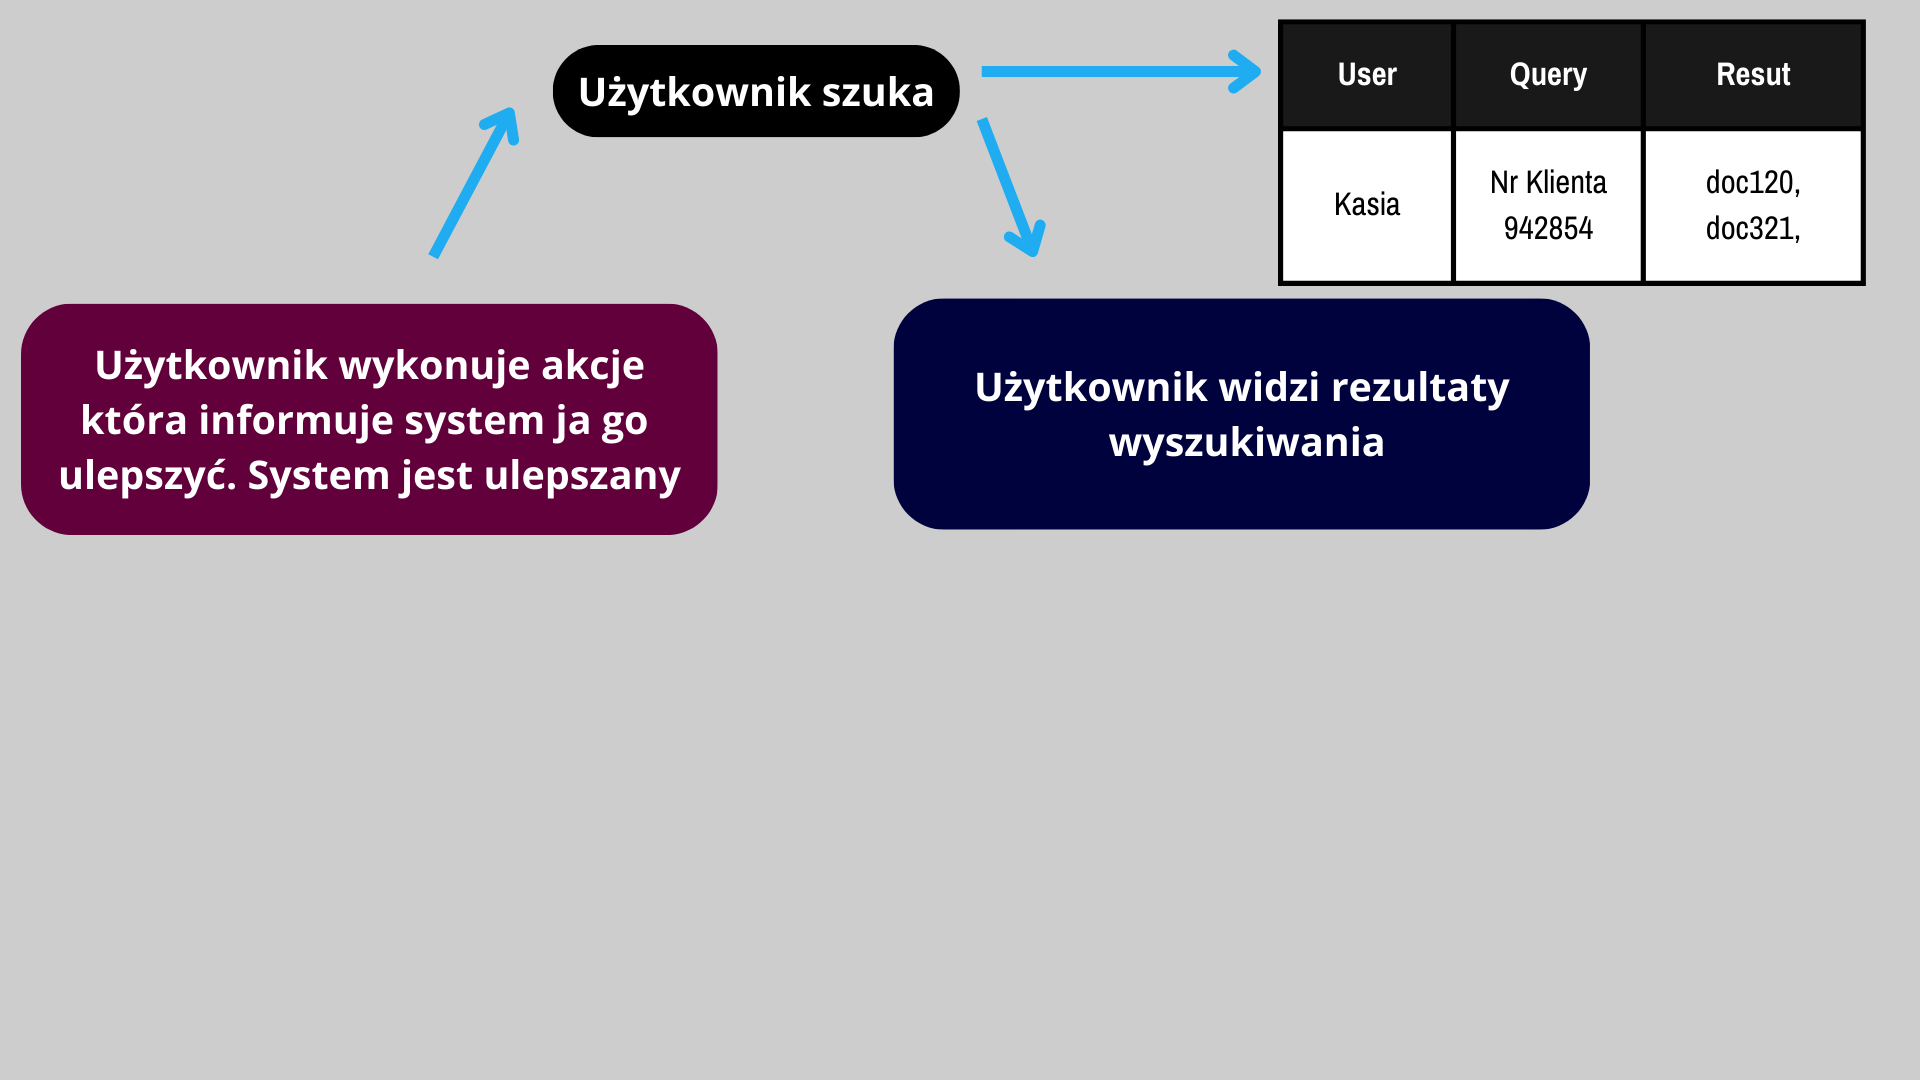 Użytkownik szuka
User Query Resut
Kasia
Nr Klienta
942854
doc120,
doc321,
Użytkownik wykonuje akcje
która informuje system ja go
ulepszyć. System jest ulepszany
Użytkownik widzi rezultaty
wyszukiwania